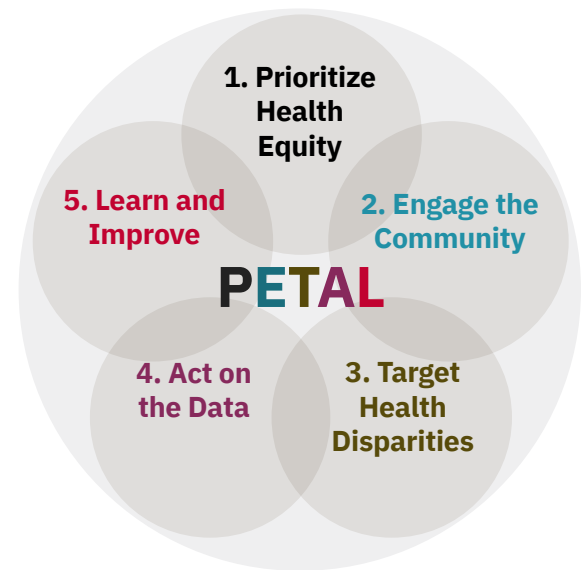 1. Prioritize
Health
Equity
2. Engage the
Community
3. Target
Health
Disparities
4. Act on
the Data
5. Learn and
Improve
PETAL